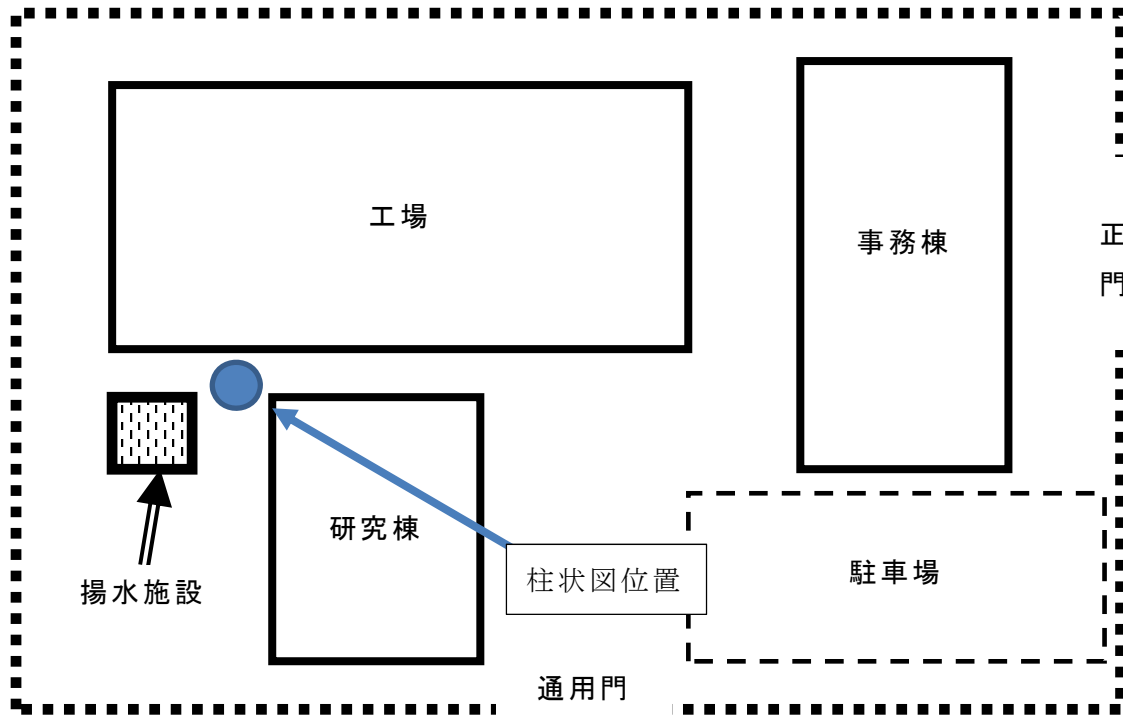 工場
事務棟
正
門
研究棟
柱状図位置
駐車場
揚水施設
通用門